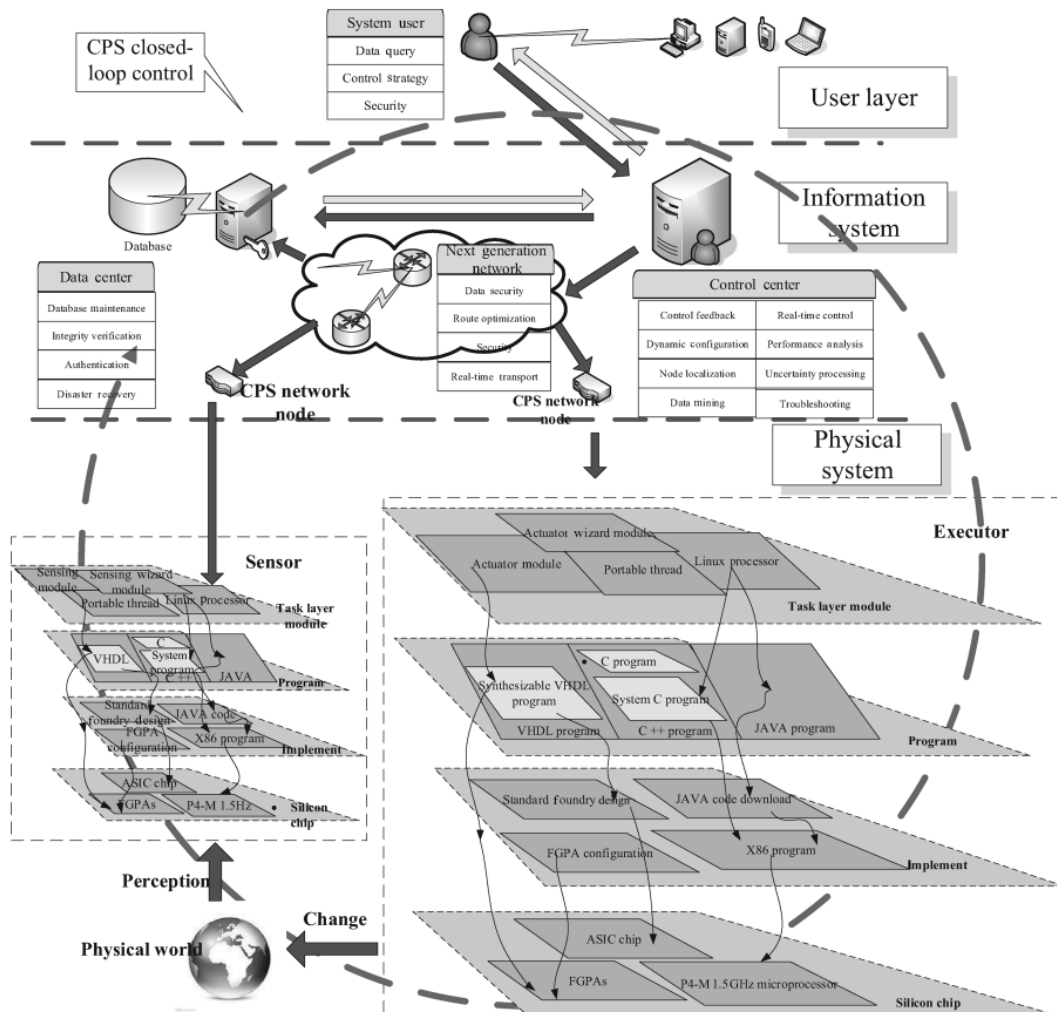 CPS closed-
loop control
System user
Data query
Control strategy
Security
User layer
Information
system
Database
Data center
Database maintenance
Integrity verification
Authentication
Disaster recovery
Next generation
network
Data security
Route optimization
Security
Real-time transport
Control center
Control feedback
Real-time control
Dynamic configuration
Performance analysis
Node localization
Uncertainty processing
Data mining
Troubleshooting
CPS network
node
CPS network
node
Physical
system
Sensor
Sensing
module
Sensing wizard module
Portable thread
Linux processor
Task layer
module
VHDL
C
System
program
C ++
JAVA
Program
Standard
foundry design
JAVA code
FGPA
configuration
X86 program
Implement
ASIC chip
FGPAs
P4-M 1.5Hz
Silicon
chip
Executor
Actuator wizard module
Actuator module
Portable thread
Linux processor
Task layer module
Synthesizable VHDL
program
C program
System C program
VHDL program
C ++ program
JAVA program
Program
Standard foundry design
JAVA code download
FGPA configuration
X86 program
Implement
ASIC chip
FGPAs
P4-M 1.5GHz microprocessor
Silicon chip
Perception
Physical world
Change